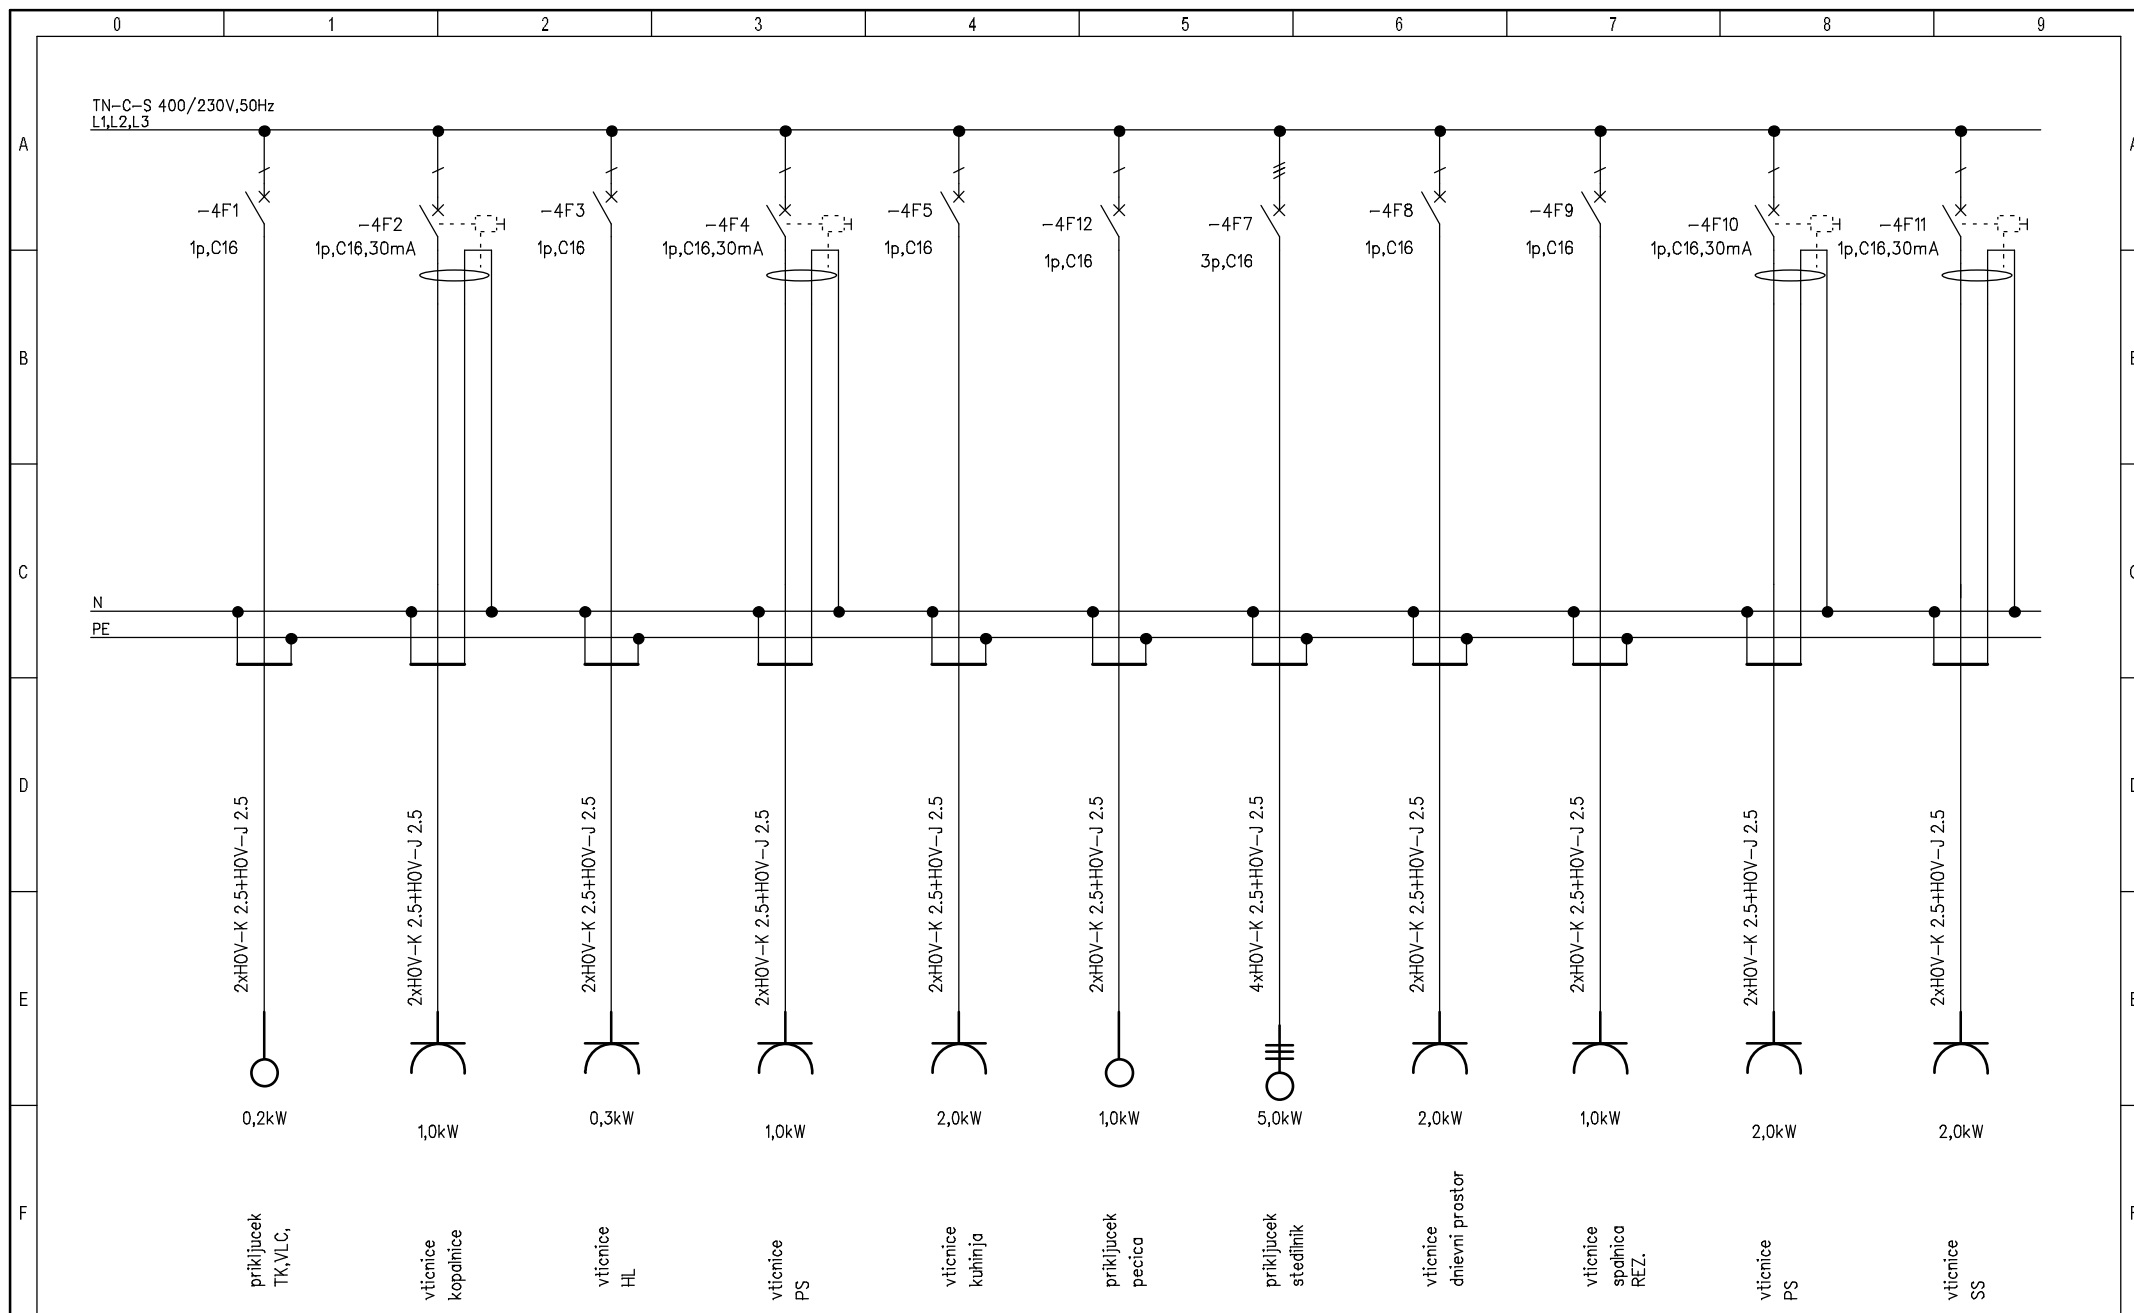 0 1 2 3 4 5 6 7 8 9
TN-C-S 400/230V,50Hz
L1,L2,L3
A A
-4F1 -4F2 -4F3 -4F4 -4F5 -4F12 -4F7 -4F8 -4F9 -4F10 -4F11
1p,C16 1p,C16,30mA 1p,C16 1p,C16,30mA 1p,C16 1p,C16 3p,C16 1p,C16 1p,C16 1p,C16,30mA 1p,C16,30mA
B
C
N
PE
D
2xH0V-K 2.5+H0V-J 2.5
2xH0V-K 2.5+H0V-J 2.5
2xH0V-K 2.5+H0V-J 2.5
2xH0V-K 2.5+H0V-J 2.5
2xH0V-K 2.5+H0V-J 2.5
2xH0V-K 2.5+H0V-J 2.5
4xH0V-K 2.5+H0V-J 2.5
2xH0V-K 2.5+H0V-J 2.5
2xH0V-K 2.5+H0V-J 2.5
2xH0V-K 2.5+H0V-J 2.5
2xH0V-K 2.5+H0V-J 2.5
E
0,2kW 1,0kW 0,3kW 1,0kW 2,0kW 1,0kW 5,0kW 2,0kW 1,0kW 2,0kW 2,0kW
F
prikljucek
TK,VLC,
vticnice
kopalnice
vticnice
HL
vticnice
PS
vticnice
kuhinja
prikljucek
pecica
prikljucek
stedilnik
vticnice
dnievni prostor
vticnice
spalnica
REZ.
vticnice
PS
vticnice
SS